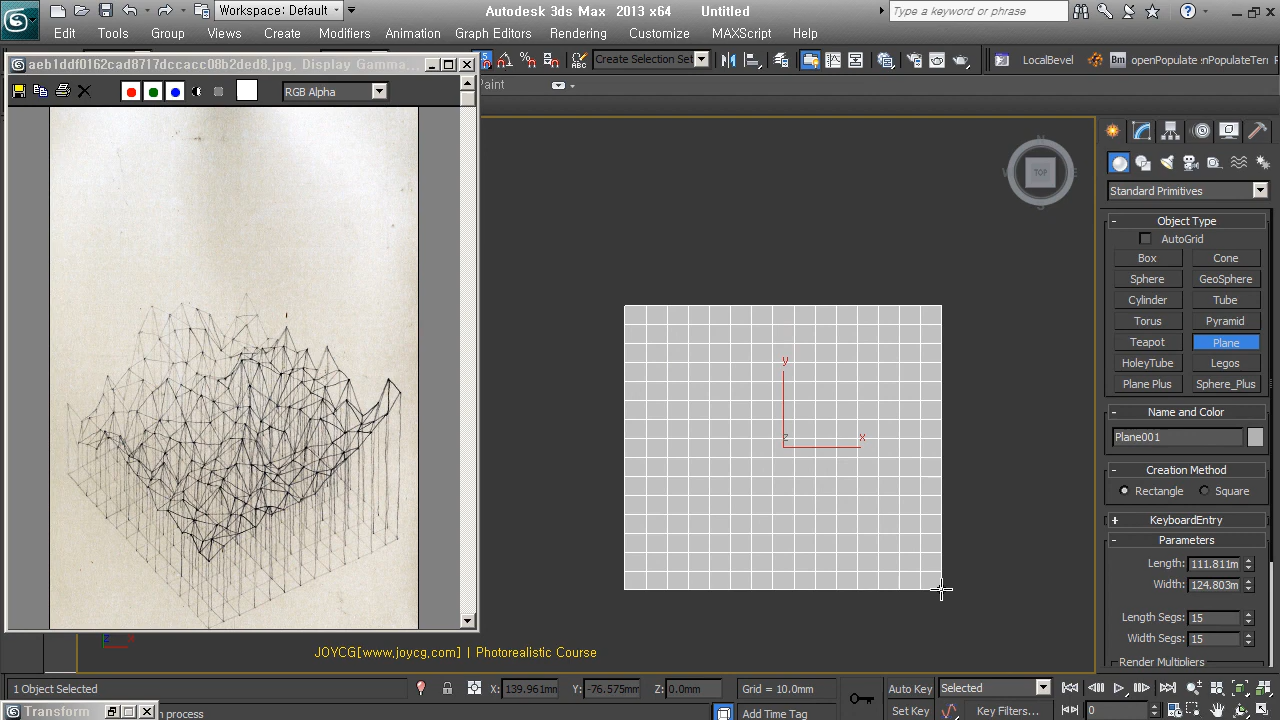 Workspace: Default
Autodesk 3ds Max 2013 x64 Untitled
Type a keyword or phrase
Edit Tools Group Views Create Modifiers Animation Graph Editors Rendering Customize MAXScript Help
aeb1ddf0162cad8717dccacc08b2ded8.jpg, Display Gamma...
Create Selection Set
LocalBevel
Bm
openPopulate
nPopulateTerr
RGB Alpha
Paint
TOP
Standard Primitives
Object Type
AutoGrid
Box Cone
Sphere GeoSphere
Cylinder Tube
Torus Pyramid
Teapot Plane
HoleyTube Legos
Plane Plus Sphere_Plus
Name and Color
Plane001
Creation Method
Rectangle Square
KeyboardEntry
Parameters
Length: 111.811m
Width: 124.803m
Length Segs: 15
Width Segs: 15
Render Multipliers
y
z x
JOYCG[www.joycg.com] | Photorealistic Course
1 Object Selected
X: 139.961mm Y: -76.575mm Z: 0.0mm
Grid = 10.0mm
Auto Key
Selected
Transform
n process
Add Time Tag
Set Key
Key Filters...
0